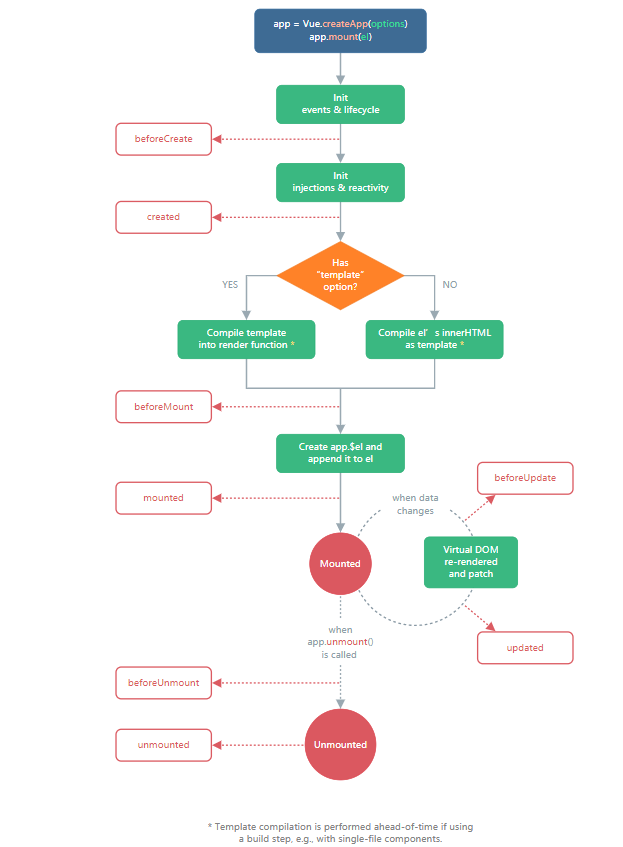 app = Vue.createApp(options)
app.mount(el)
Init
events & lifecycle
beforeCreate
Init
injections & reactivity
created
Has
"template"
option?
YES
NO
Compile template
into render function *
Compile el's innerHTML
as template *
beforeMount
Create app.$el and
append it to el
mounted
when data
changes
beforeUpdate
Mounted
Virtual DOM
re-rendered
and patch
updated
when
app.unmount()
is called
beforeUnmount
unmounted
Unmounted
* Template compilation is performed ahead-of-time if using
a build step, e.g., with single-file components.